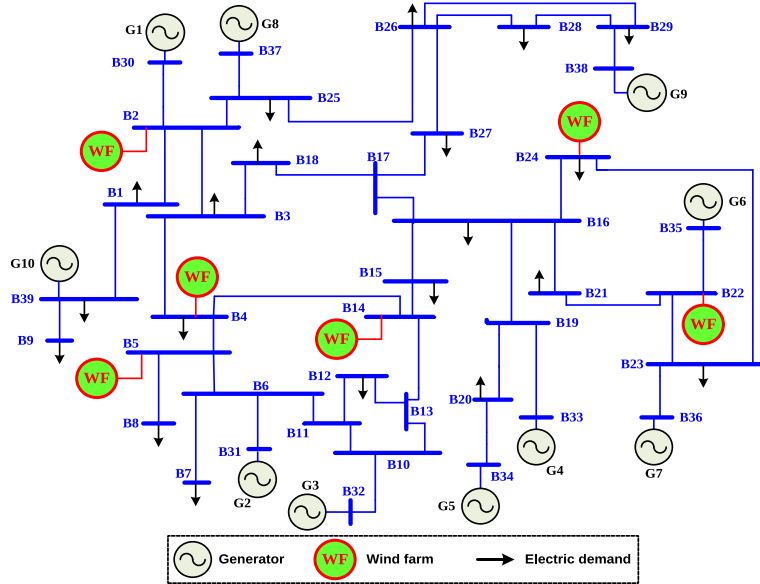 G1
G8
B26
B28
B29
B30
B37
B38
G9
B25
B2
WF
WF
B27
B18
B17
B24
B1
B3
B16
G6
B35
G10
WF
B15
B39
B21
B22
B4
B14
B19
WF
B9
B5
WF
WF
B23
B12
B6
B13
B20
B8
B11
B33
B36
B31
B10
B7
G2
B34
G4
G7
G3
B32
G5
Generator
WF
Wind farm
Electric demand